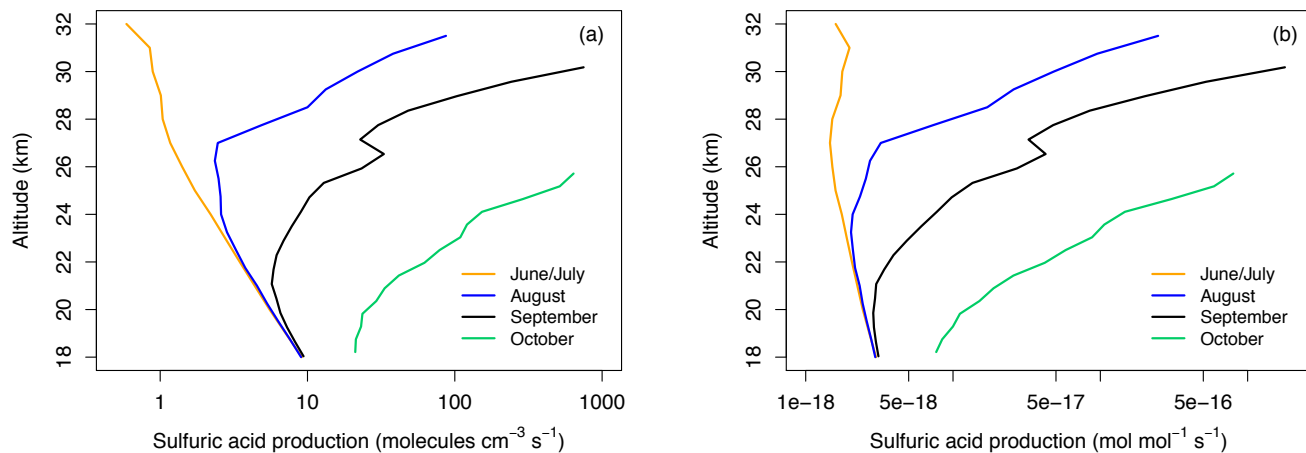 (a)
32
30
28
26
24
22
20
18
Altitude (km)
June/July
August
September
October
1 10 100 1000
Sulfuric acid production (molecules cm⁻³ s⁻¹)
(b)
32
30
28
26
24
22
20
18
Altitude (km)
June/July
August
September
October
1e−18 5e−18 5e−17 5e−16
Sulfuric acid production (mol mol⁻¹ s⁻¹)